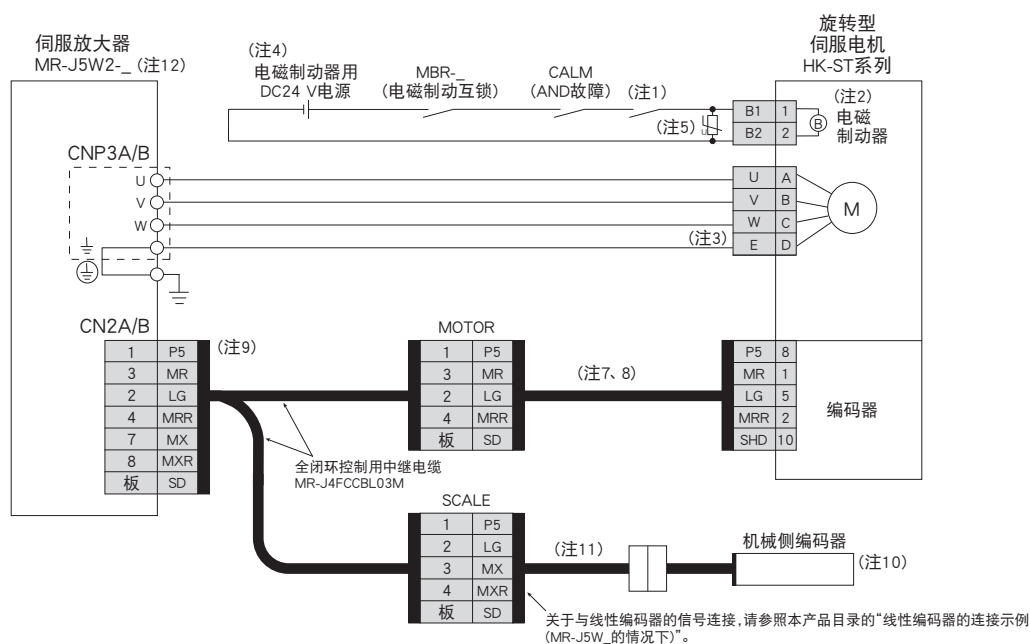 旋转型
伺服电机
HK-ST系列
伺服放大器
MR-J5W2-_ (注12)
(注4)
电磁制动器用
DC24 V电源
MBR-_
(电磁制动互锁)
CALM
(AND故障)
(注1)
(注5)
U
B1 1
B2 2
B
(注2)
电磁
制动器
CNP3A/B
U
V
W
(注3)
U A
V B
W C
E D
M
CN2A/B
1 P5
3 MR
2 LG
4 MRR
7 MX
8 MXR
板 SD
(注9)
MOTOR
1 P5
3 MR
2 LG
4 MRR
板 SD
(注7、8)
P5 8
MR 1
LG 5
MRR 2
SHD 10
编码器
全闭环控制用中继电缆
MR-J4FCCBL03M
SCALE
1 P5
2 LG
3 MX
4 MXR
板 SD
(注11)
机械侧编码器
(注10)
关于与线性编码器的信号连接,请参照本产品目录的“线性编码器的连接示例
(MR-J5W_的情况下)”。